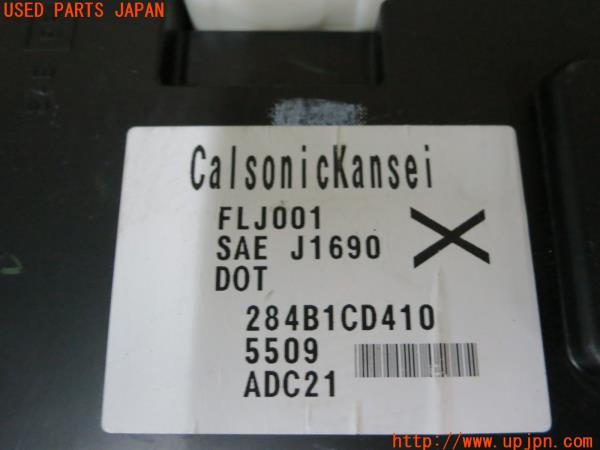 USED PARTS JAPAN
CalsonicKansei
FLJ001
SAE J1690
DOT
284B1CD410
5509
ADC21
http://www.upjpn.com